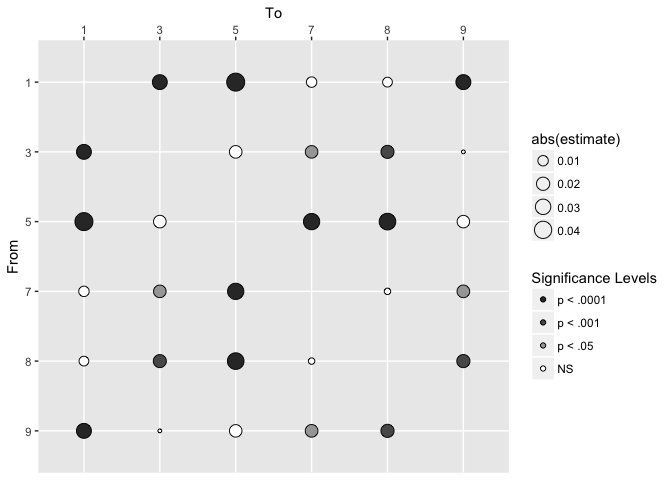 To
1 3 5 7 8 9
From
1
3
5
7
8
9
abs(estimate)
0.01
0.02
0.03
0.04
Significance Levels
p < .0001
p < .001
p < .05
NS